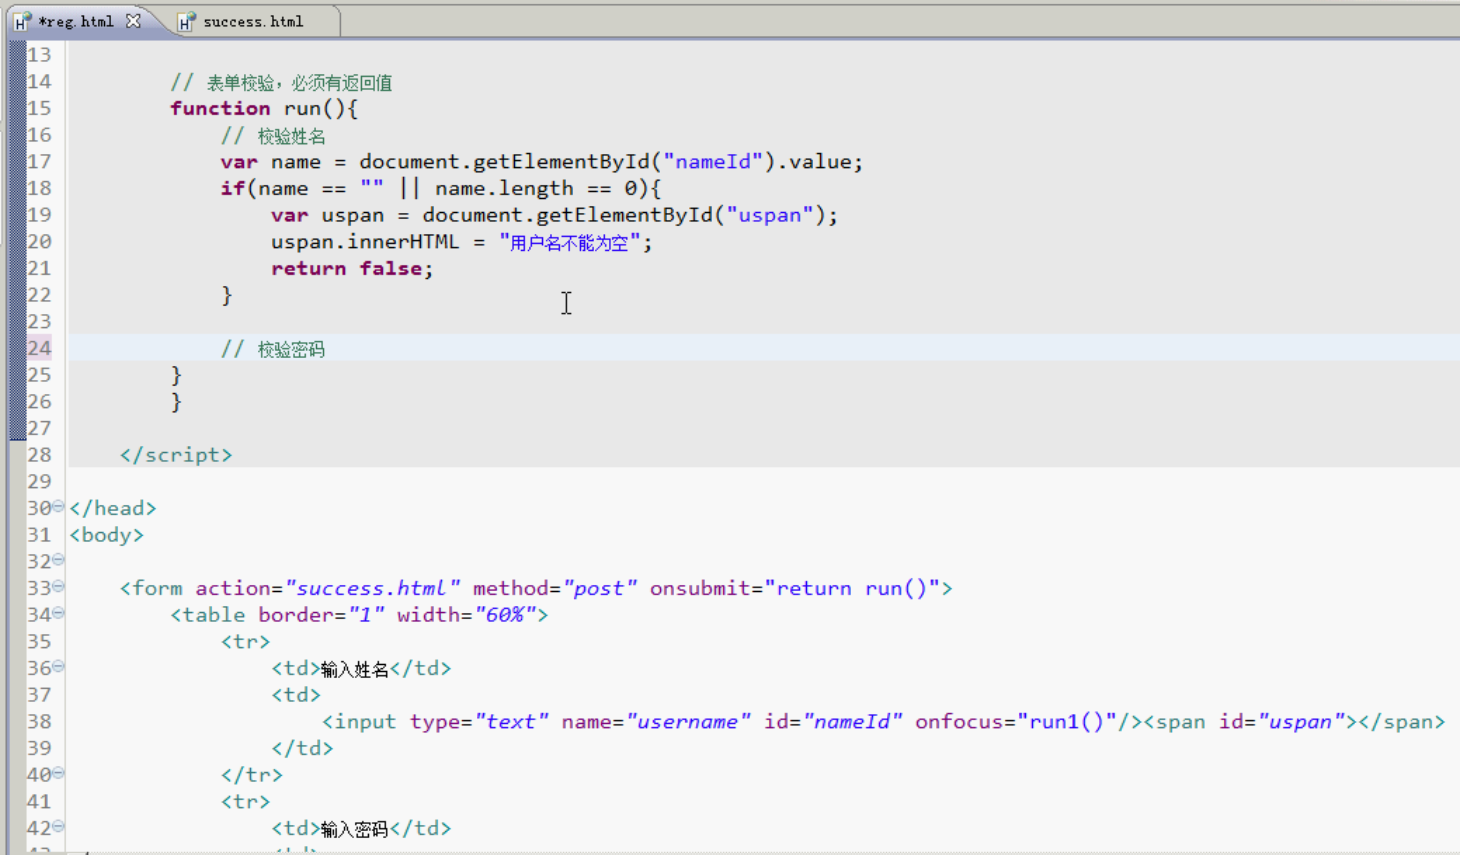 *reg.html success.html
13
14 // 表单校验，必须有返回值
15 function run(){
16 // 校验姓名
17 var name = document.getElementById("nameId").value;
18 if(name == "" || name.length == 0){
19 var uspan = document.getElementById("uspan");
20 uspan.innerHTML = "用户名不能为空";
21 return false;
22 }
23
24 // 校验密码
25 }
26 }
27
28 </script>
29
30 </head>
31 <body>
32
33 <form action="success.html" method="post" onsubmit="return run()">
34 <table border="1" width="60%">
35 <tr>
36 <td>输入姓名</td>
37 <td>
38 <input type="text" name="username" id="nameId" onfocus="run1()"/><span id="uspan"></span>
39 </td>
40 </tr>
41 <tr>
42 <td>输入密码</td>